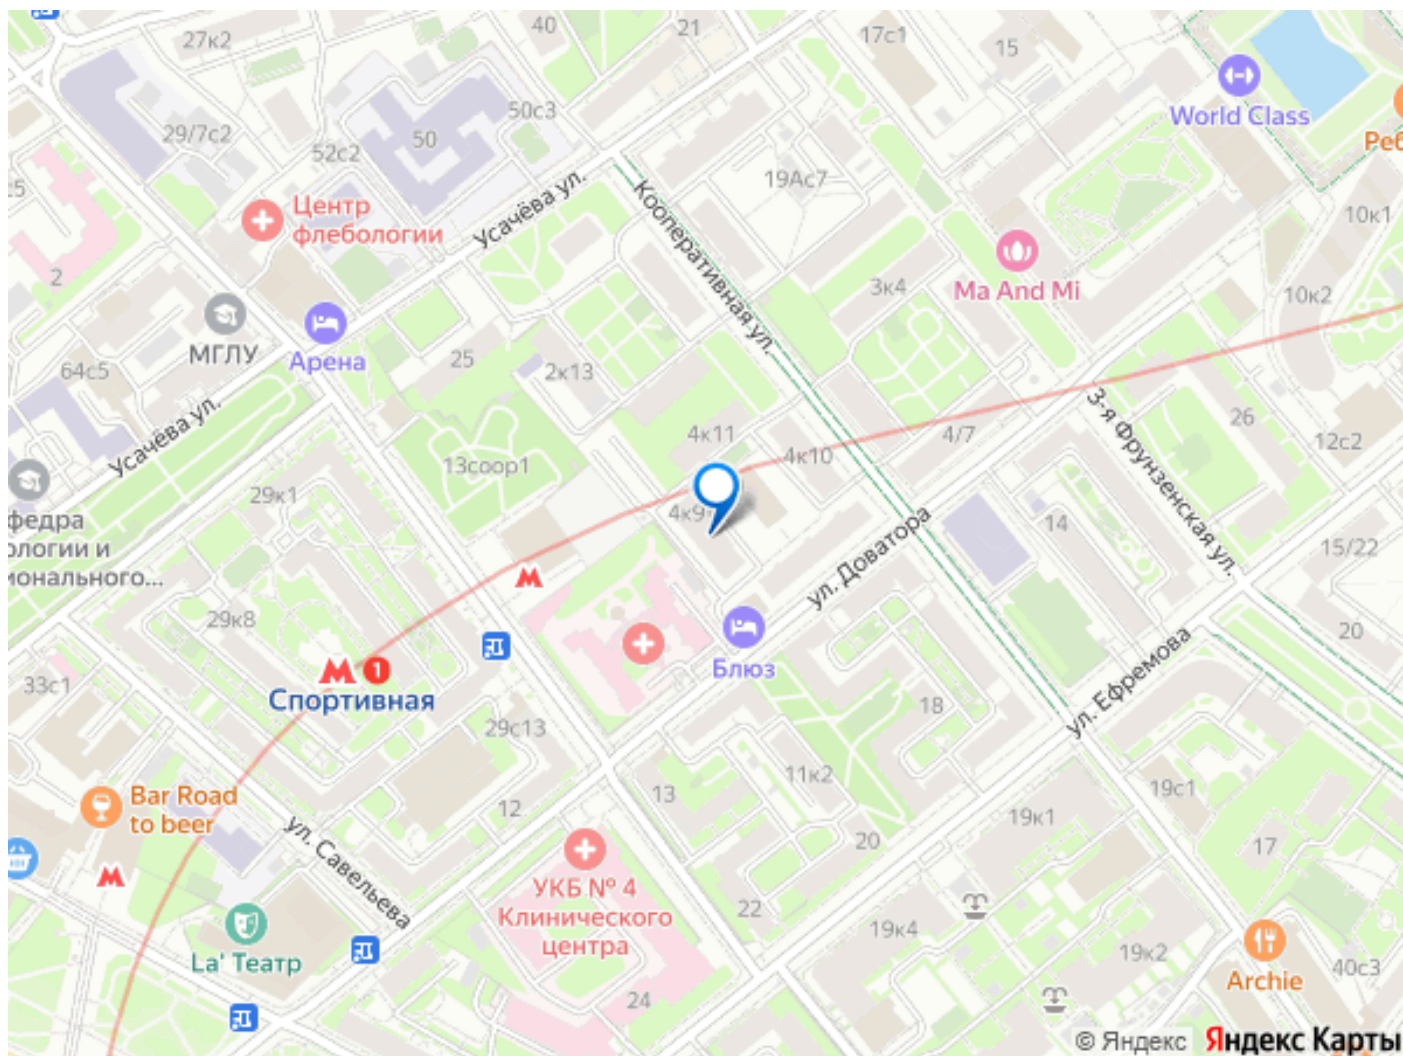 27к2
40
21
17с1
15
World Class
Реб
29/7с2
52с2
50
50с3
19Ас7
10к1
:5
Центр
флебологии
Усачёва ул.
Кооперативная ул.
2
3к4
Ma And Mi
10к2
МГЛУ
Арена
64с5
25
2к13
Усачёва ул.
13соор1
4к11
4к10
4/7
3-я Фрунзенская ул.
26
12с2
29к1
федра
ологии и
ионального...
4к9
ул. Доватора
14
15/22
29к8
М
М 1
Спортивная
Блюз
33с1
29с13
18
ул. Ефремова
20
Bar Road
to beer
12
13
11к2
19с1
19к1
17
20
ул. Савельева
М
УКБ № 4
Клинического
центра
22
19к4
19к2
La' Театр
Archie
40с3
24
© Яндекс Яндекс Карты